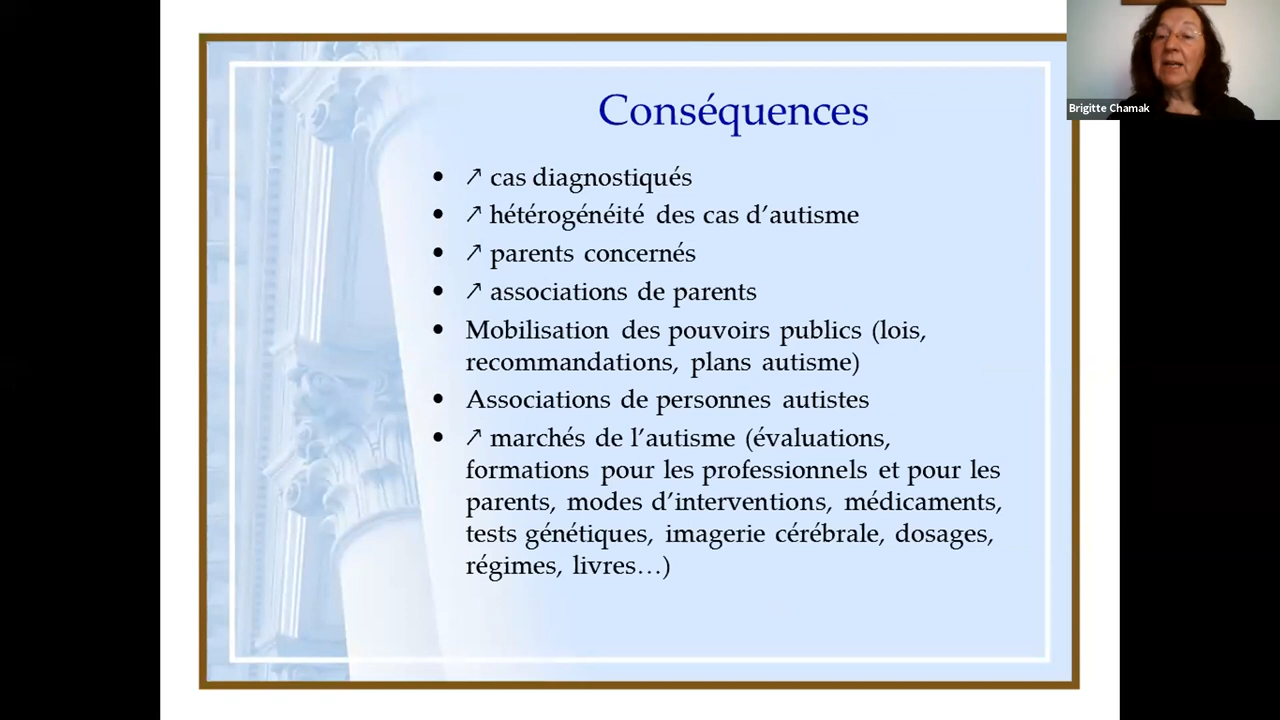 Conséquences
• ↗ cas diagnostiqués
• ↗ hétérogénéité des cas d’autisme
• ↗ parents concernés
• ↗ associations de parents
• Mobilisation des pouvoirs publics (lois,
recommandations, plans autisme)
• Associations de personnes autistes
• ↗ marchés de l’autisme (évaluations,
formations pour les professionnels et pour les
parents, modes d’interventions, médicaments,
tests génétiques, imagerie cérébrale, dosages,
régimes, livres…)
Brigitte Chamak